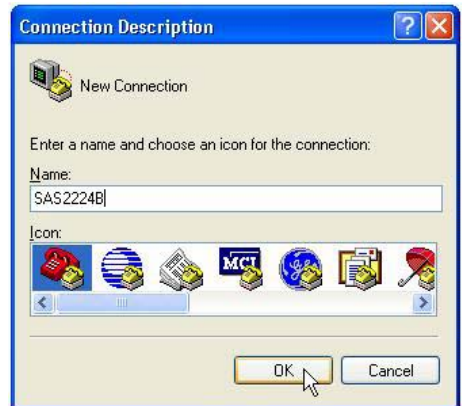 Connection Description
New Connection
Enter a name and choose an icon for the connection:
Name:
SAS2224B
Icon:
MCI
OK Cancel